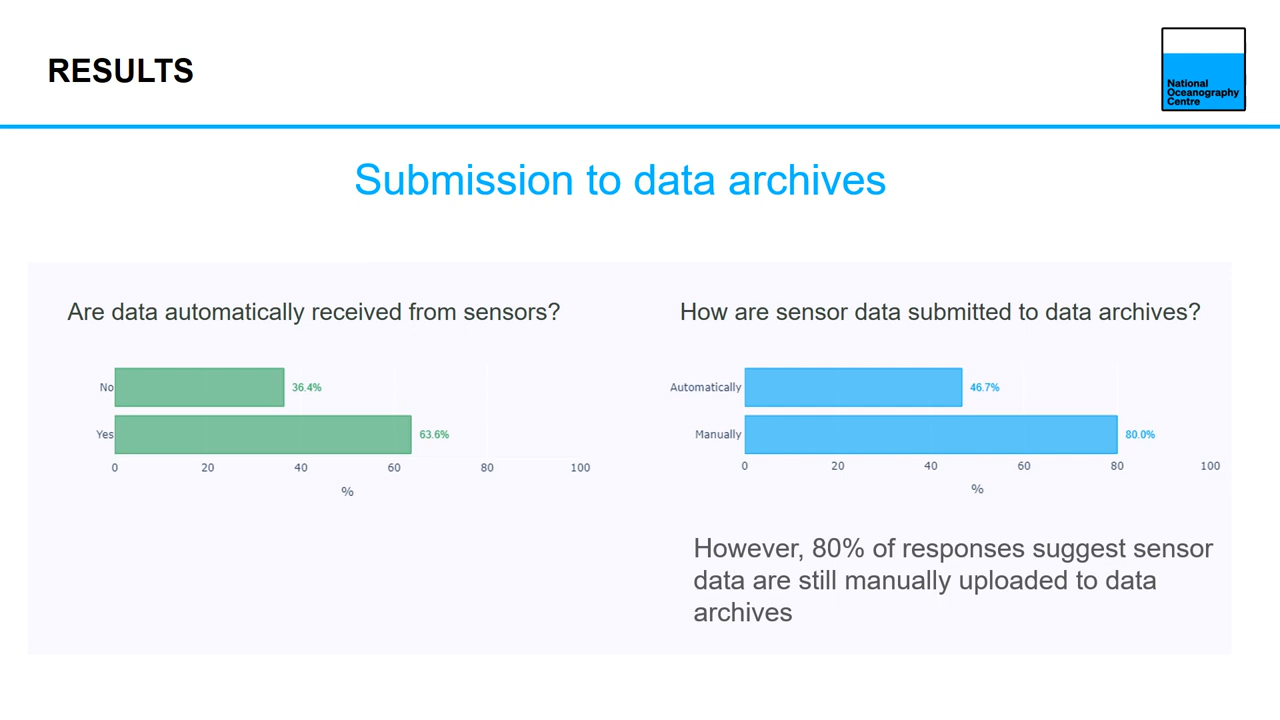 RESULTS
National
Oceanography
Centre
Submission to data archives
Are data automatically received from sensors?
No
36.4%
Yes
63.6%
0 20 40 60 80 100
%
How are sensor data submitted to data archives?
Automatically
46.7%
Manually
80.0%
0 20 40 60 80 100
%
However, 80% of responses suggest sensor
data are still manually uploaded to data
archives